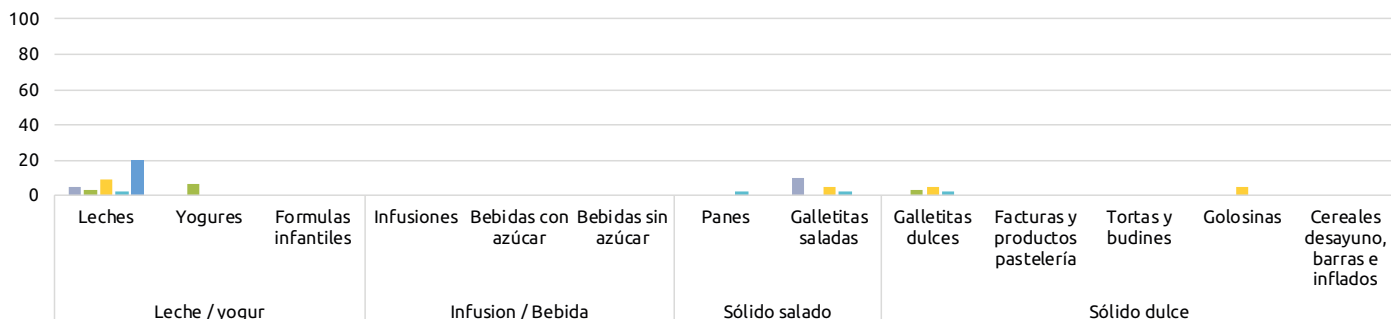 100
80
60
40
20
0
Leches
Yogures
Formulas
infantiles
Infusiones
Bebidas con
azúcar
Bebidas sin
azúcar
Panes
Galletitas
saladas
Galletitas
dulces
Facturas y
productos
pastelería
Tortas y
budines
Golosinas
Cereales
desayuno,
barras e
inflados
Leche / yogur
Infusion / Bebida
Sólido salado
Sólido dulce